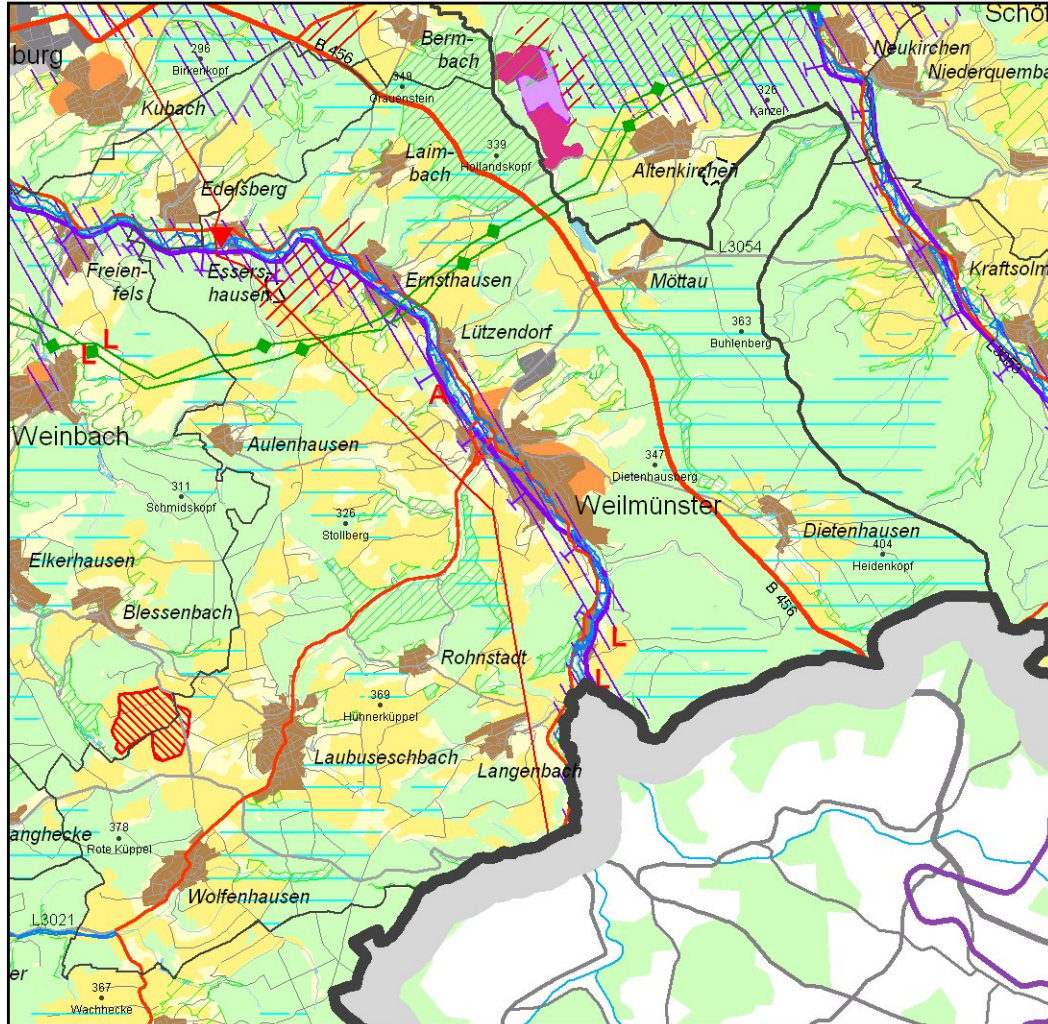 Schöf
burg
296
Birkenkopf
B 456
Berm-
bach
Neukirchen
Niederquemba
349
Grauenstein
326
Kanzel
Kubach
339
Hollandskopf
Laim-
bach
Altenkirchen
Edelsberg
L3054
Freien-
fels
Essers-
hausen
Ernsthausen
Möttau
Kraftsolm
Lützendorf
363
Buhlenberg
L
L
L3053
A
Weinbach
Aulenhausen
347
Dietenhausberg
311
Schmidskopf
326
Stollberg
Weilmünster
Dietenhausen
404
Heidenkopf
Elkerhausen
Blessenbach
B 456
L
Rohnstadt
L
369
Hühnerküppel
Laubuseschbach
Langenbach
anghecke
378
Rote Küppel
Wolfenhausen
L3021
er
367
Wachhecke